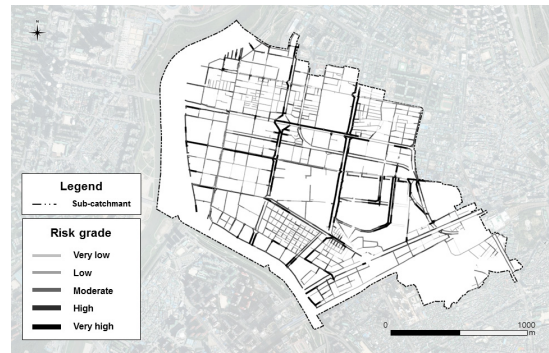 N
Legend
Sub-catchmant
Risk grade
Very low
Low
Moderate
High
Very high
0 1000
m